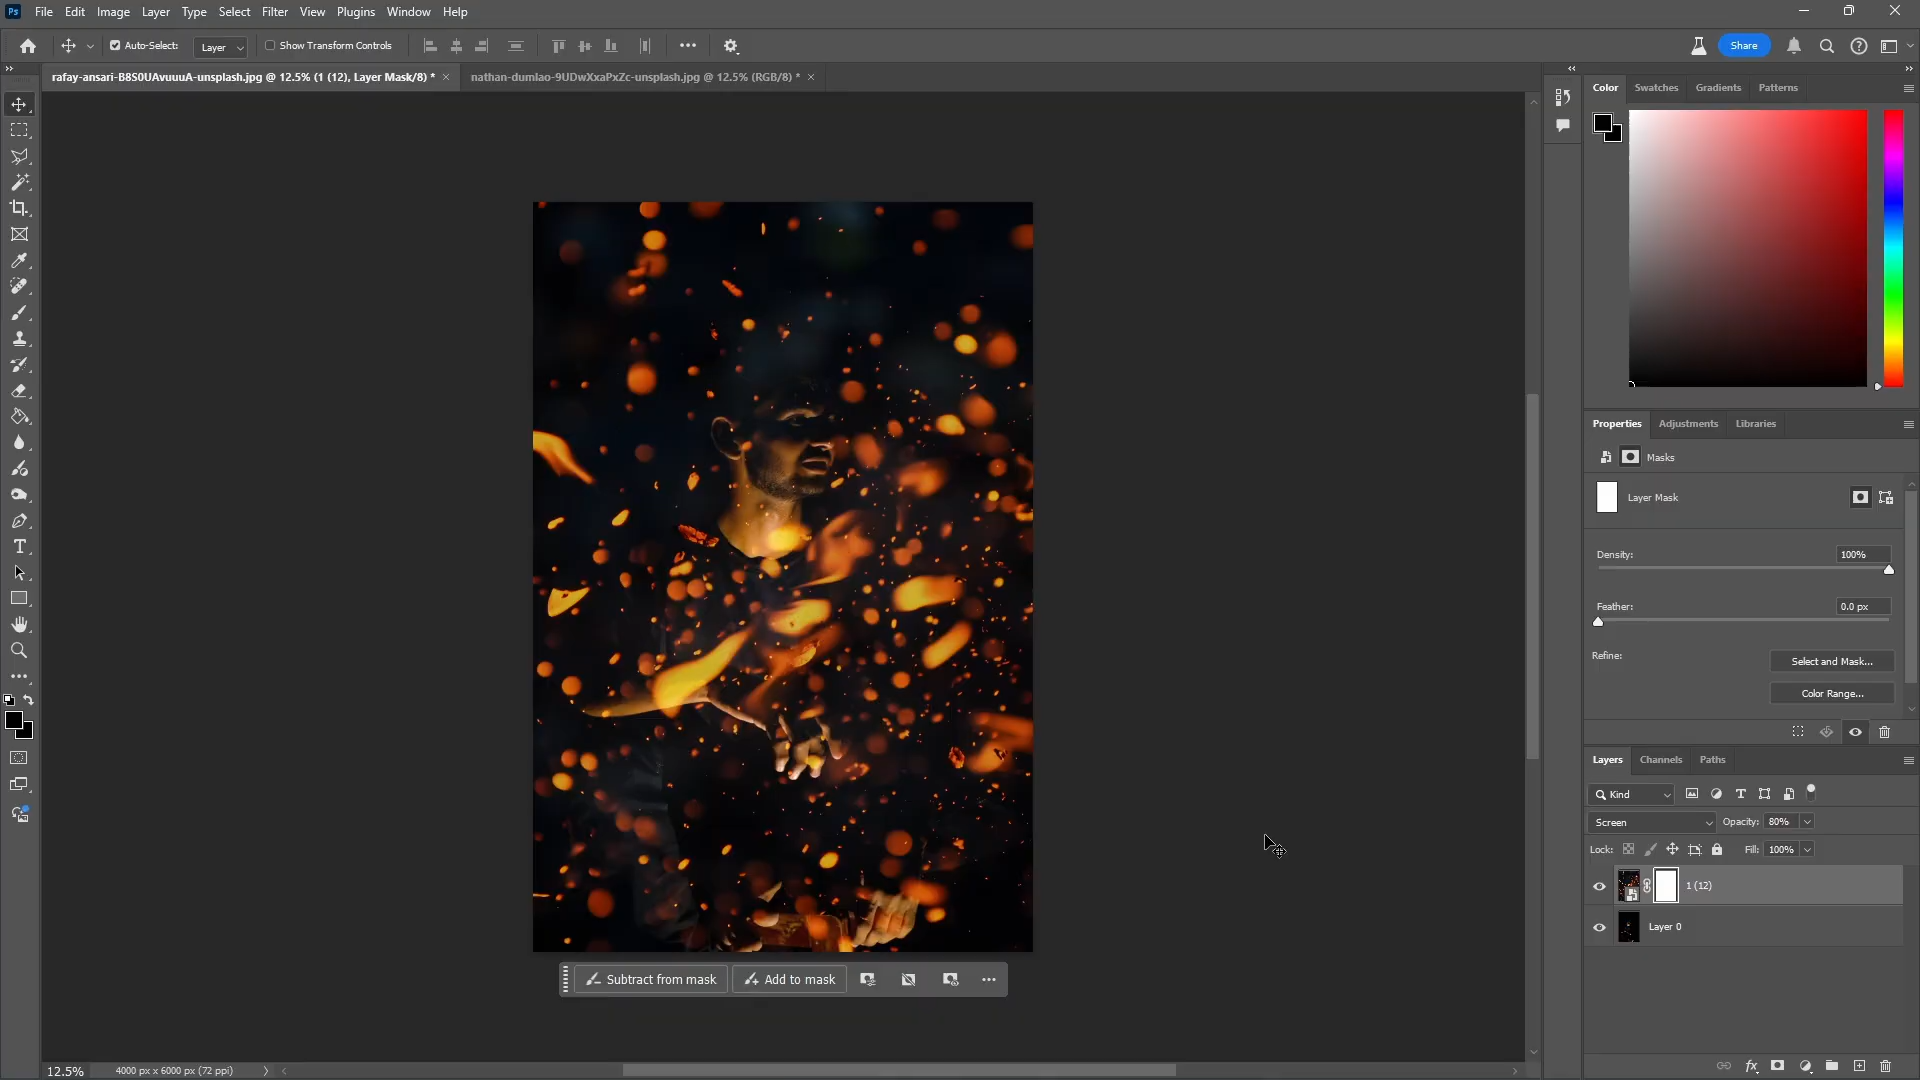 Ps File Edit Image Layer Type Select Filter View Plugins Window Help
Auto-Select: Layer Show Transform Controls Share
rafay-ansari-B8S0UAvuuuA-unsplash.jpg @ 12.5% (1 (12), Layer Mask/8) * nathan-dumlao-9UDwXxaPxZc-unsplash.jpg @ 12.5% (RGB/8) *
Color Swatches Gradients Patterns
Properties Adjustments Libraries
Masks
Layer Mask
Density: 100%
Feather: 0.0 px
Refine: Select and Mask...
Color Range...
Layers Channels Paths
Kind
Screen Opacity: 80%
Lock: Fill: 100%
1 (12)
Layer 0
Subtract from mask Add to mask
12.5% 4000 px x 6000 px (72 ppi)